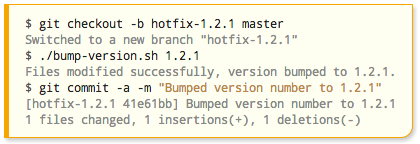 $ git checkout -b hotfix-1.2.1 master
Switched to a new branch "hotfix-1.2.1"
$ ./bump-version.sh 1.2.1
Files modified successfully, version bumped to 1.2.1.
$ git commit -a -m "Bumped version number to 1.2.1"
[hotfix-1.2.1 41e61bb] Bumped version number to 1.2.1
1 files changed, 1 insertions(+), 1 deletions(-)